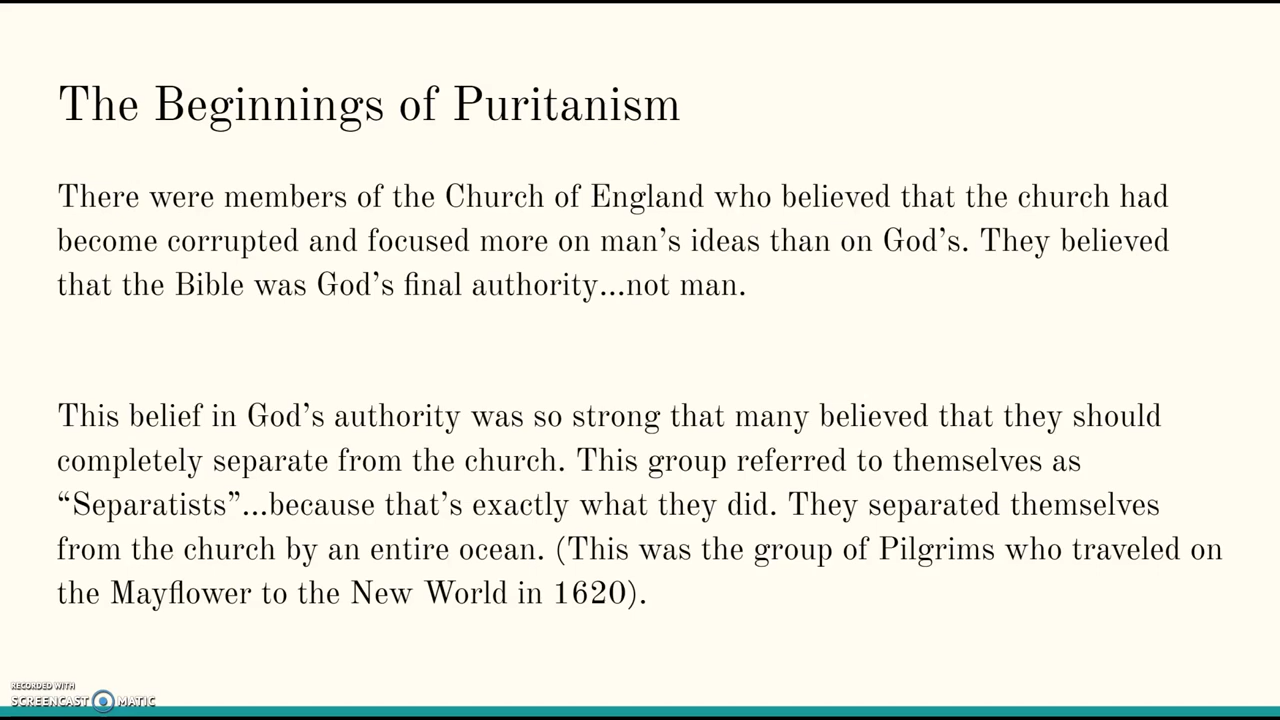 The Beginnings of Puritanism
There were members of the Church of England who believed that the church had
become corrupted and focused more on man’s ideas than on God’s. They believed
that the Bible was God’s final authority...not man.
This belief in God’s authority was so strong that many believed that they should
completely separate from the church. This group referred to themselves as
“Separatists”...because that’s exactly what they did. They separated themselves
from the church by an entire ocean. (This was the group of Pilgrims who traveled on
the Mayflower to the New World in 1620).
RECORDED WITH
SCREENCAST MATIC